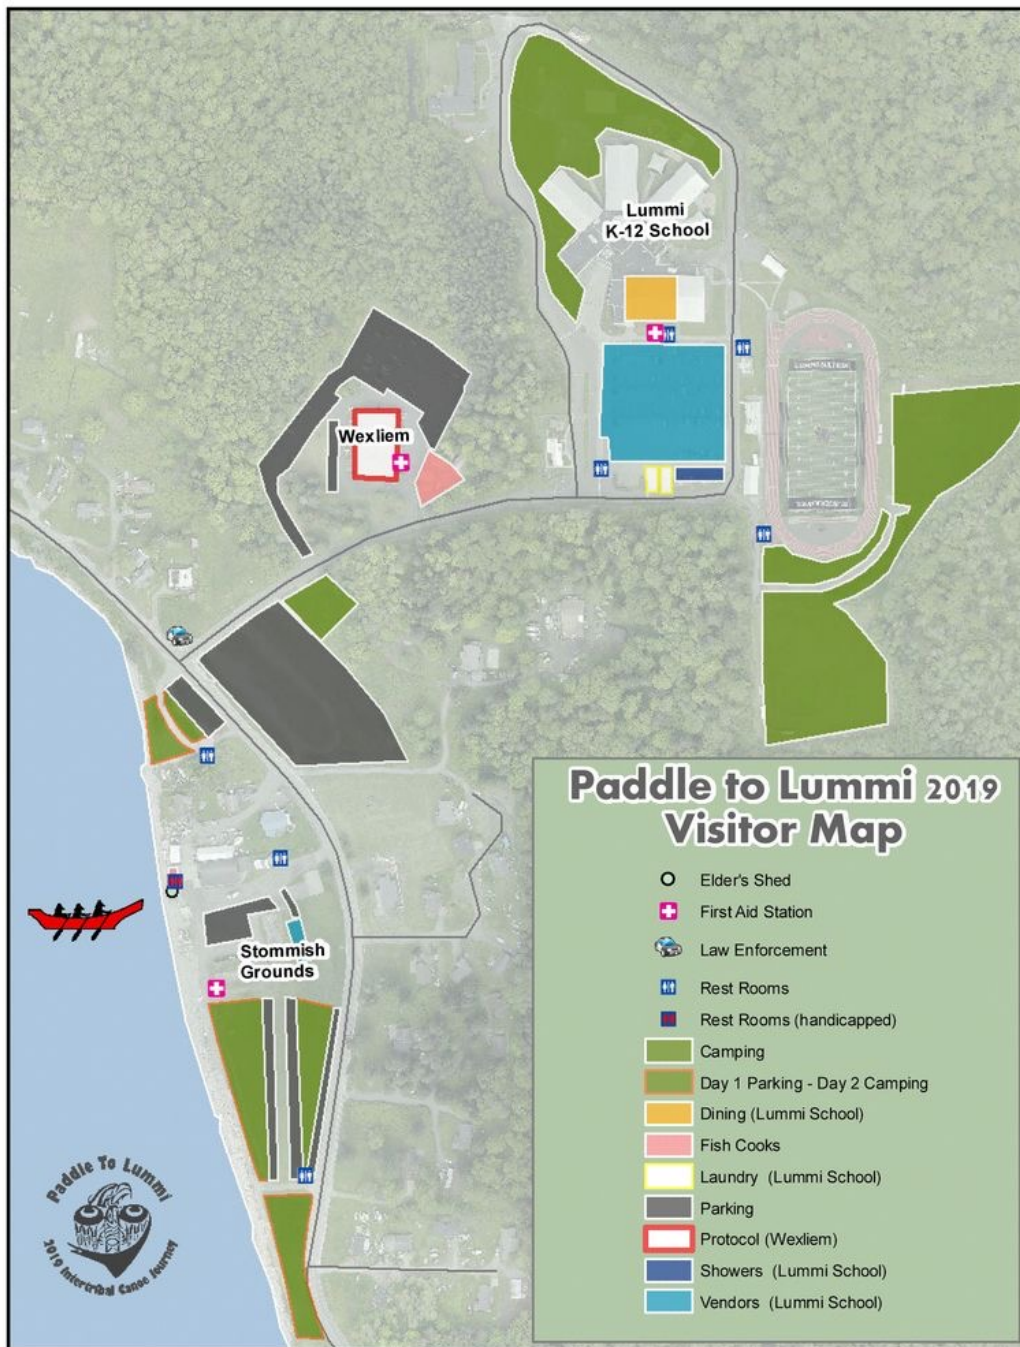 Lummi
K-12 School
Wexliem
Stommish
Grounds
Paddle to Lummi 2019
Visitor Map
Elder's Shed
First Aid Station
Law Enforcement
Rest Rooms
Rest Rooms (handicapped)
Camping
Day 1 Parking - Day 2 Camping
Dining (Lummi School)
Fish Cooks
Laundry (Lummi School)
Parking
Protocol (Wexliem)
Showers (Lummi School)
Vendors (Lummi School)
Paddle To Lummi
2019 Intertribal Canoe Journey